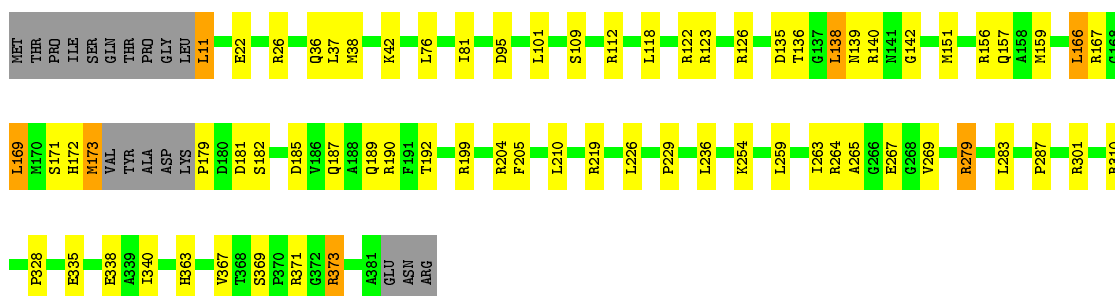 MET THR PRO ILE SER GLN THR PRO GLY LEU L11 E22 R26 Q36 L37 M38 K42 L76 I81 D95 L101 S109 R112 L118 R122 R123 R126 D135 T136 G137 L138 N139 R140 N141 G142 M151 R156 Q157 A158 M159 L166 R167 G168
L169 M170 S171 H172 M173 VAL TYR ALA ASP LYS P179 D180 D181 S182 D185 V186 Q187 A188 Q189 R190 F191 T192 R199 R204 F205 L210 R219 L226 P229 L236 K254 L259 I263 R264 A265 G266 E267 G268 V269 R279 L283 P287 R301 R310
P328 E335 E338 A339 I340 H363 V367 T368 S369 P370 R371 G372 R373 A381 GLU ASN ARG